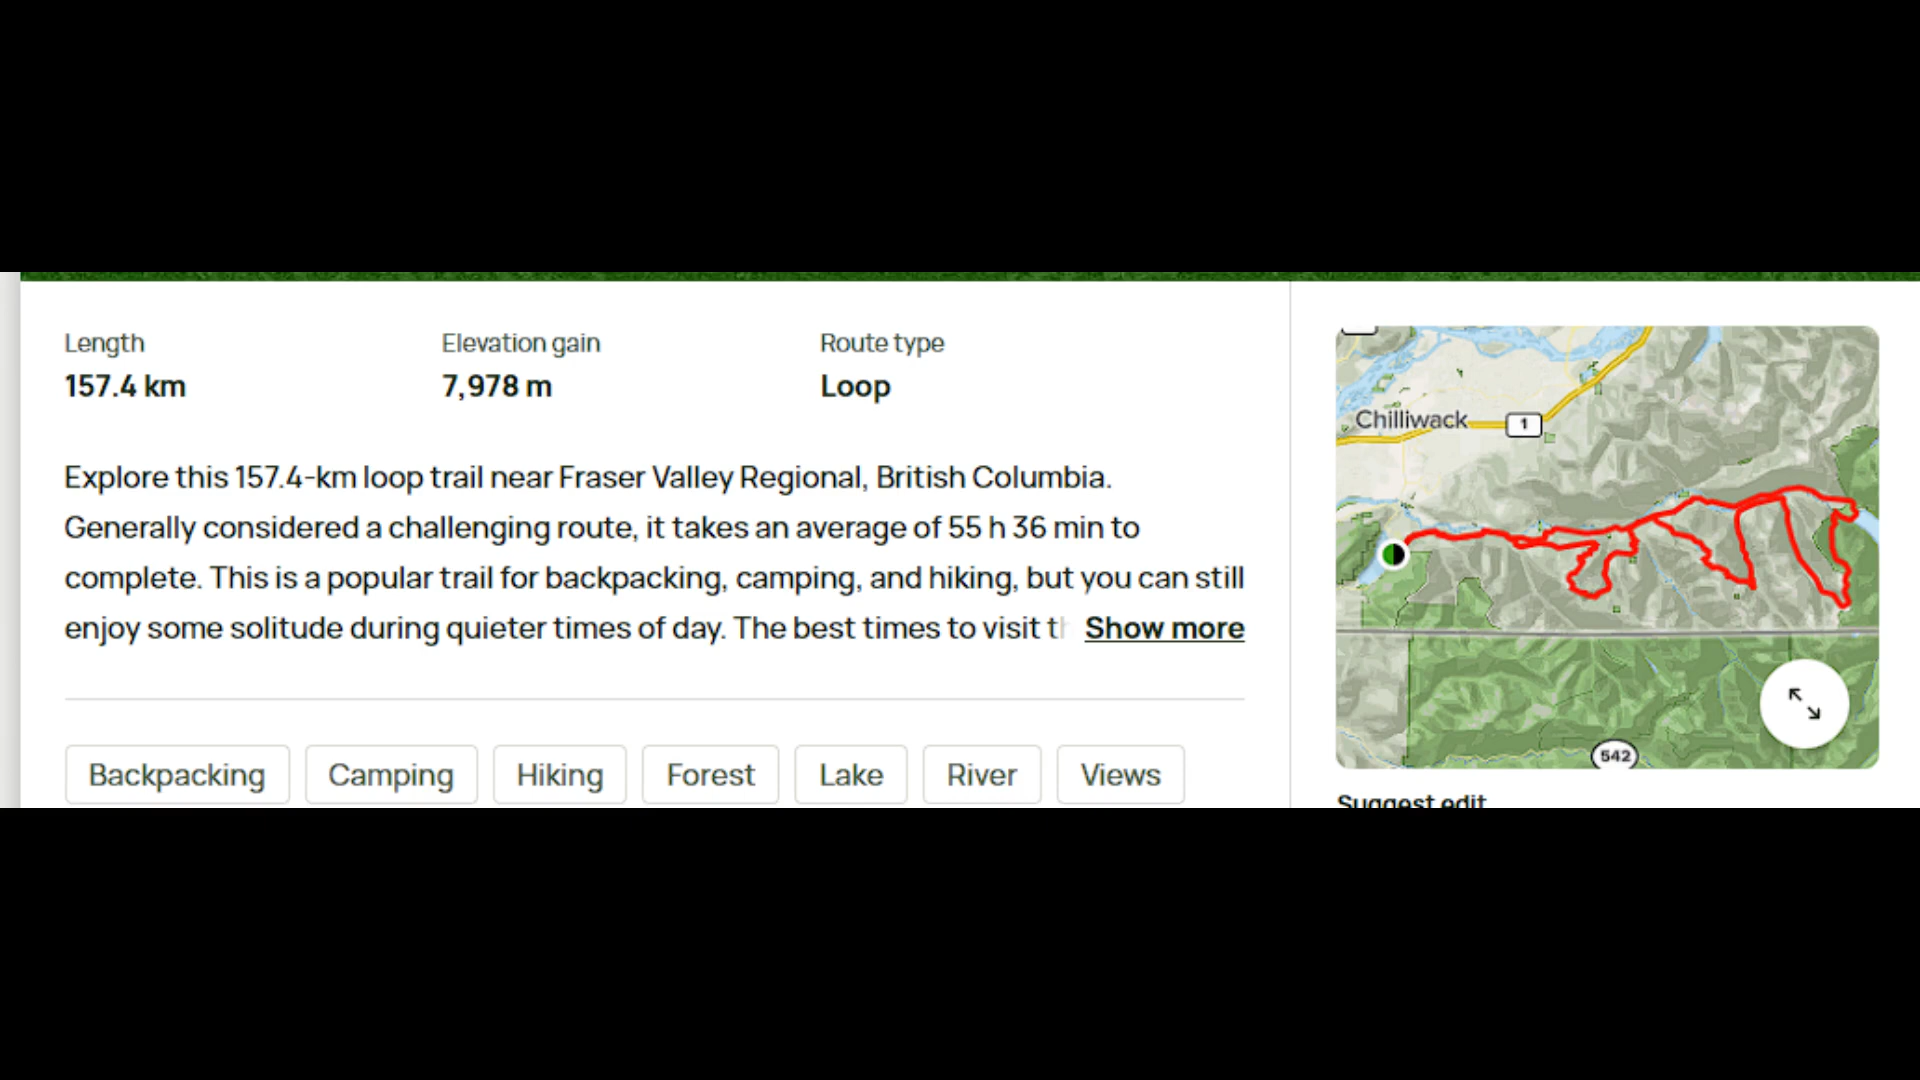 Length
157.4 km
Elevation gain
7,978 m
Route type
Loop
Explore this 157.4-km loop trail near Fraser Valley Regional, British Columbia.
Generally considered a challenging route, it takes an average of 55 h 36 min to
complete. This is a popular trail for backpacking, camping, and hiking, but you can still
enjoy some solitude during quieter times of day. The best times to visit Show more
Backpacking Camping Hiking Forest Lake River Views
Chilliwack
1
542
Suggest edit